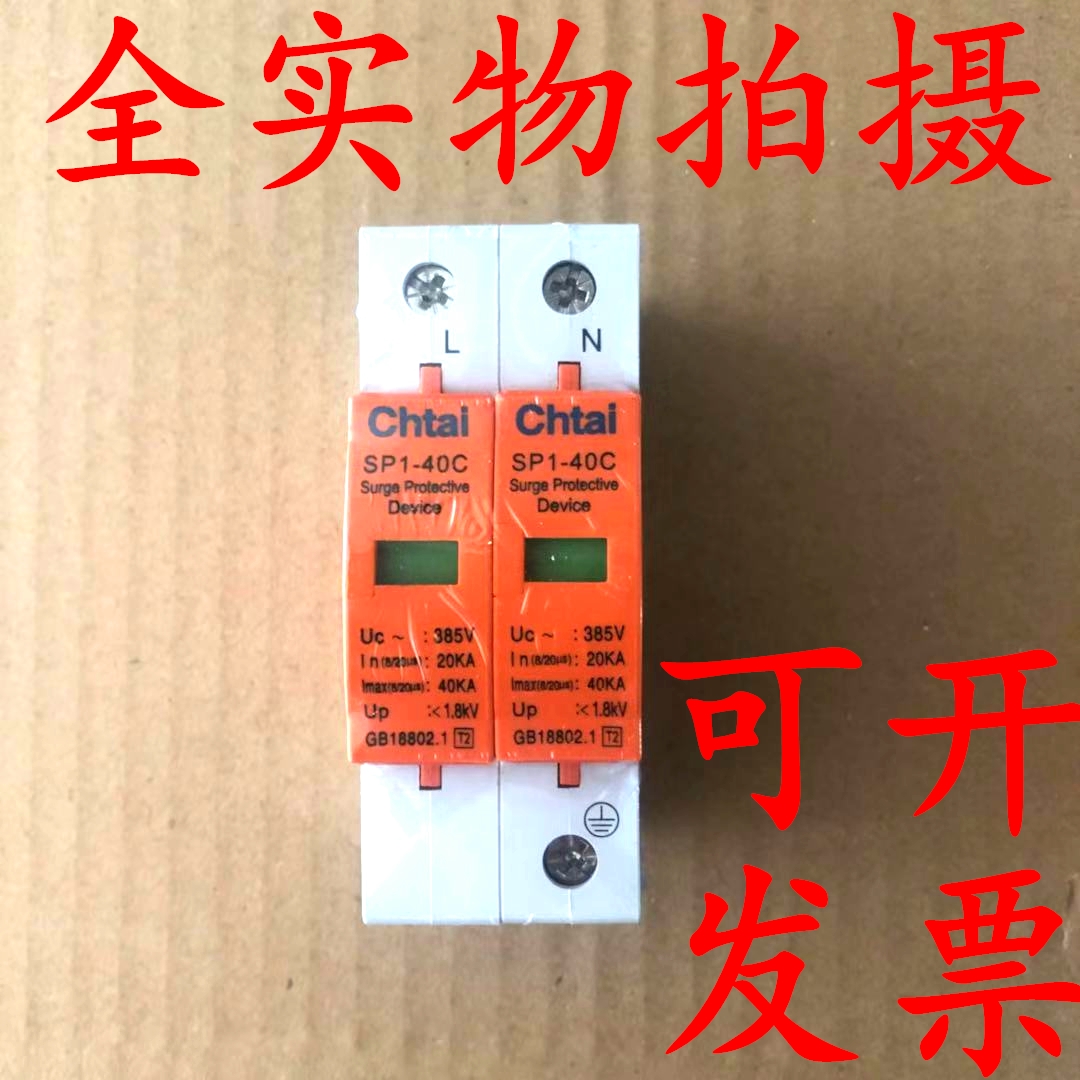 全实物拍摄
L
N
Chtai
SP1-40C
Surge Protective
Device
Uc ~ : 385V
In(8/20μs): 20KA
Imax(8/20μs): 40KA
Up :<1.8kV
GB18802.1 T2
Chtai
SP1-40C
Surge Protective
Device
Uc ~ : 385V
In(8/20μs): 20KA
Imax(8/20μs): 40KA
Up :<1.8kV
GB18802.1 T2
可开
发票